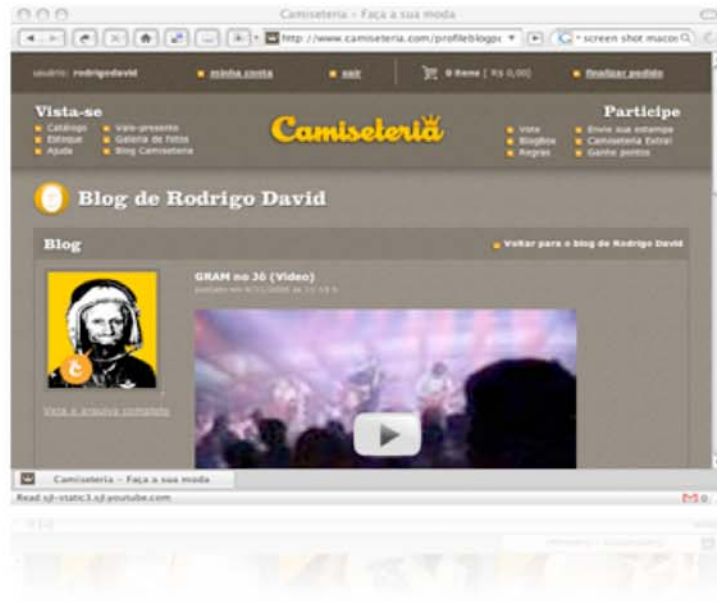 Camiseteria - Faça a sua moda
http://www.camiseteria.com/profileblogpo
screen shot macos
usuário: rodrigodavid
minha conta
sair
0 itens [ R$ 0,00]
finalizar pedido
Vista-se
Catálogo
Vale-presente
Estoque
Galeria de fotos
Ajuda
Blog Camiseteria
Camiseteria
Participe
Vote
Envie sua estampa
BlogBox
Camiseteria Extra!
Regras
Ganhe pontos
Blog de Rodrigo David
Blog
Voltar para o blog de Rodrigo David
GRAM no Jô (Video)
Veja o arquivo completo
Camiseteria - Faça a sua moda
Read sjl-static3.sjl.youtube.com
0